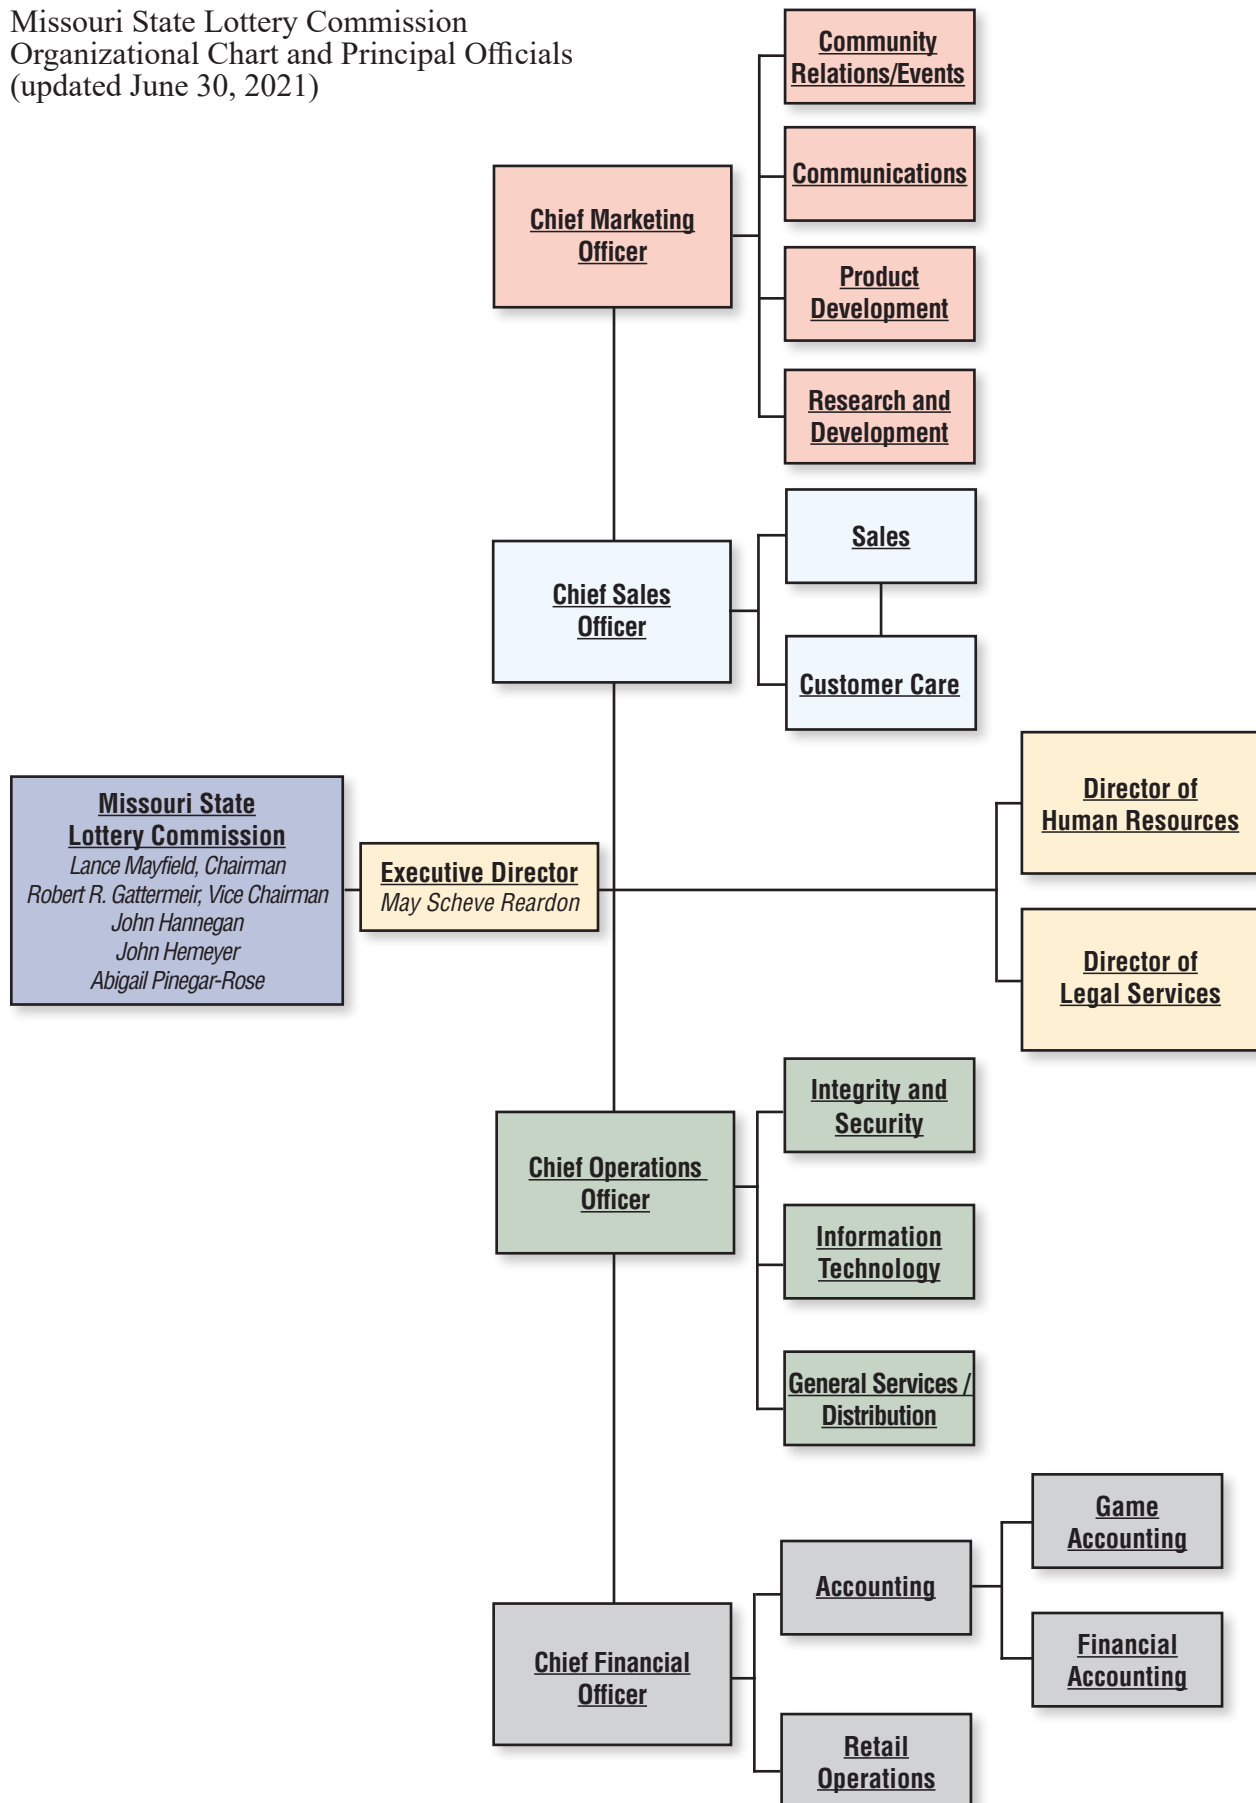 Missouri State Lottery Commission
Organizational Chart and Principal Officials
(updated June 30, 2021)
Community
Relations/Events
Communications
Chief Marketing
Officer
Product
Development
Research and
Development
Sales
Chief Sales
Officer
Customer Care
Missouri State
Lottery Commission
Lance Mayfield, Chairman
Robert R. Gattermeir, Vice Chairman
John Hannegan
John Hemeyer
Abigail Pinegar-Rose
Executive Director
May Scheve Reardon
Director of
Human Resources
Director of
Legal Services
Integrity and
Security
Chief Operations
Officer
Information
Technology
General Services /
Distribution
Game
Accounting
Accounting
Financial
Accounting
Chief Financial
Officer
Retail
Operations